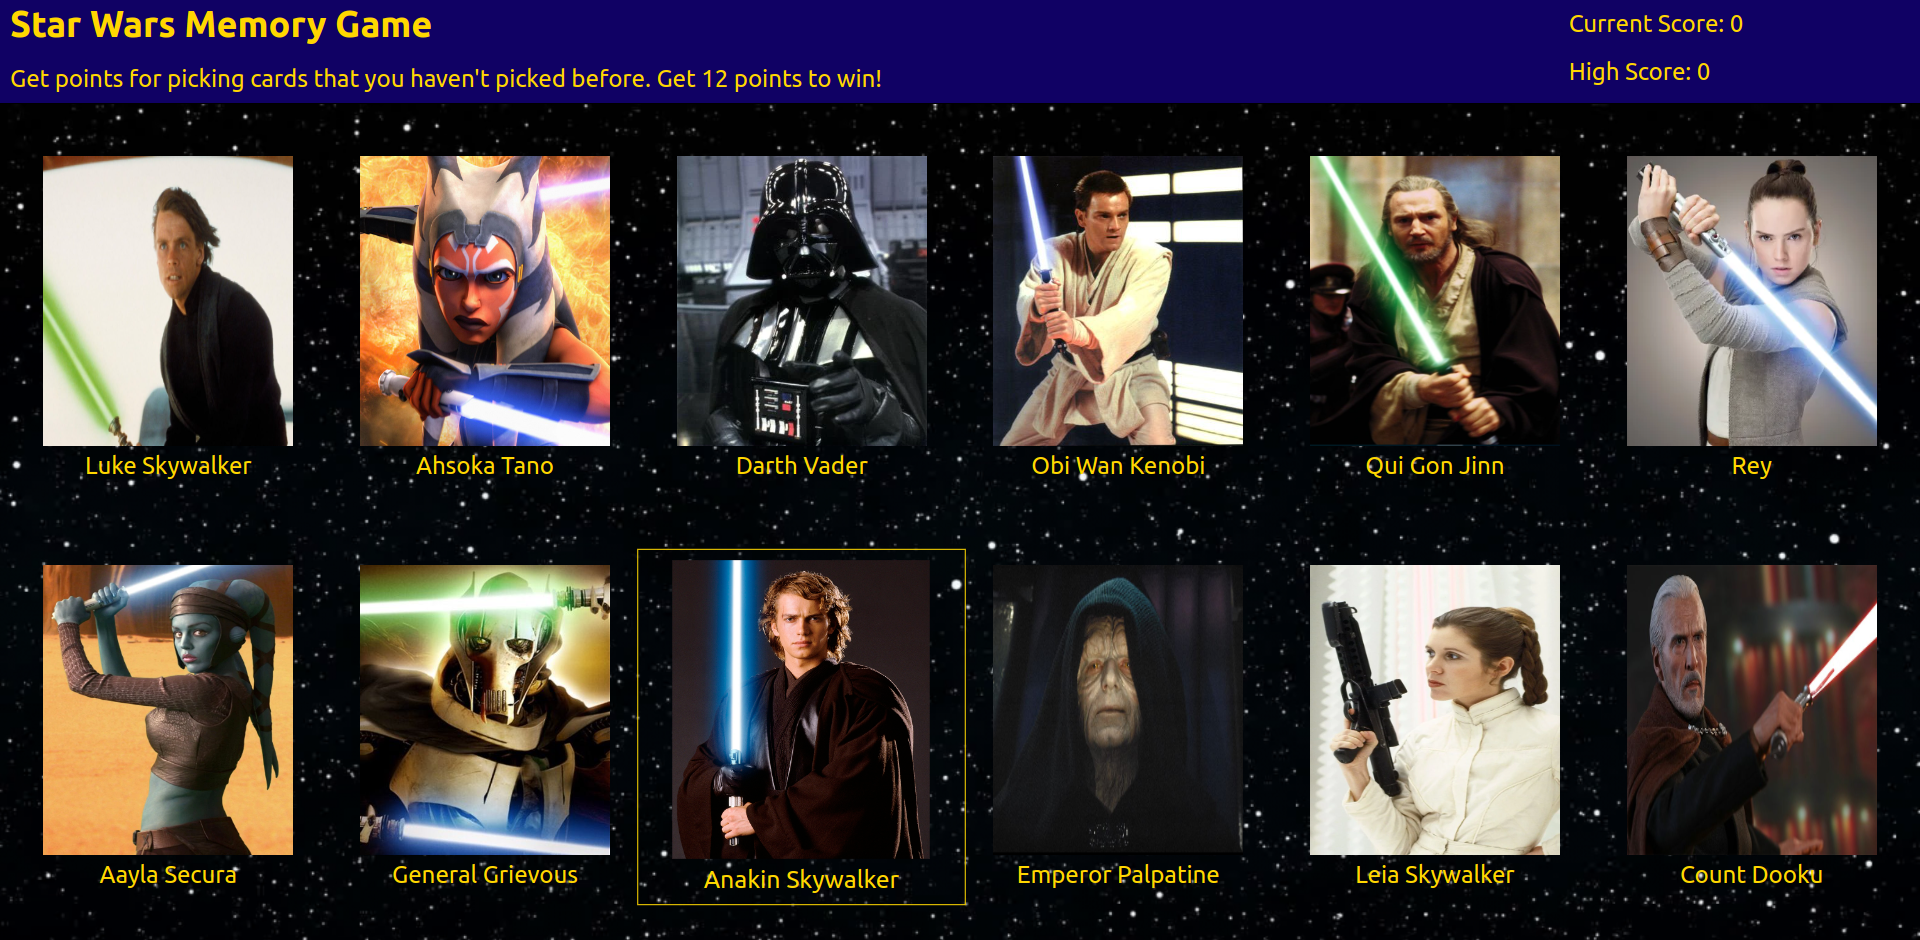 Star Wars Memory Game
Current Score: 0
Get points for picking cards that you haven't picked before. Get 12 points to win!
High Score: 0
Luke Skywalker
Ahsoka Tano
Darth Vader
Obi Wan Kenobi
Qui Gon Jinn
Rey
Aayla Secura
General Grievous
Anakin Skywalker
Emperor Palpatine
Leia Skywalker
Count Dooku